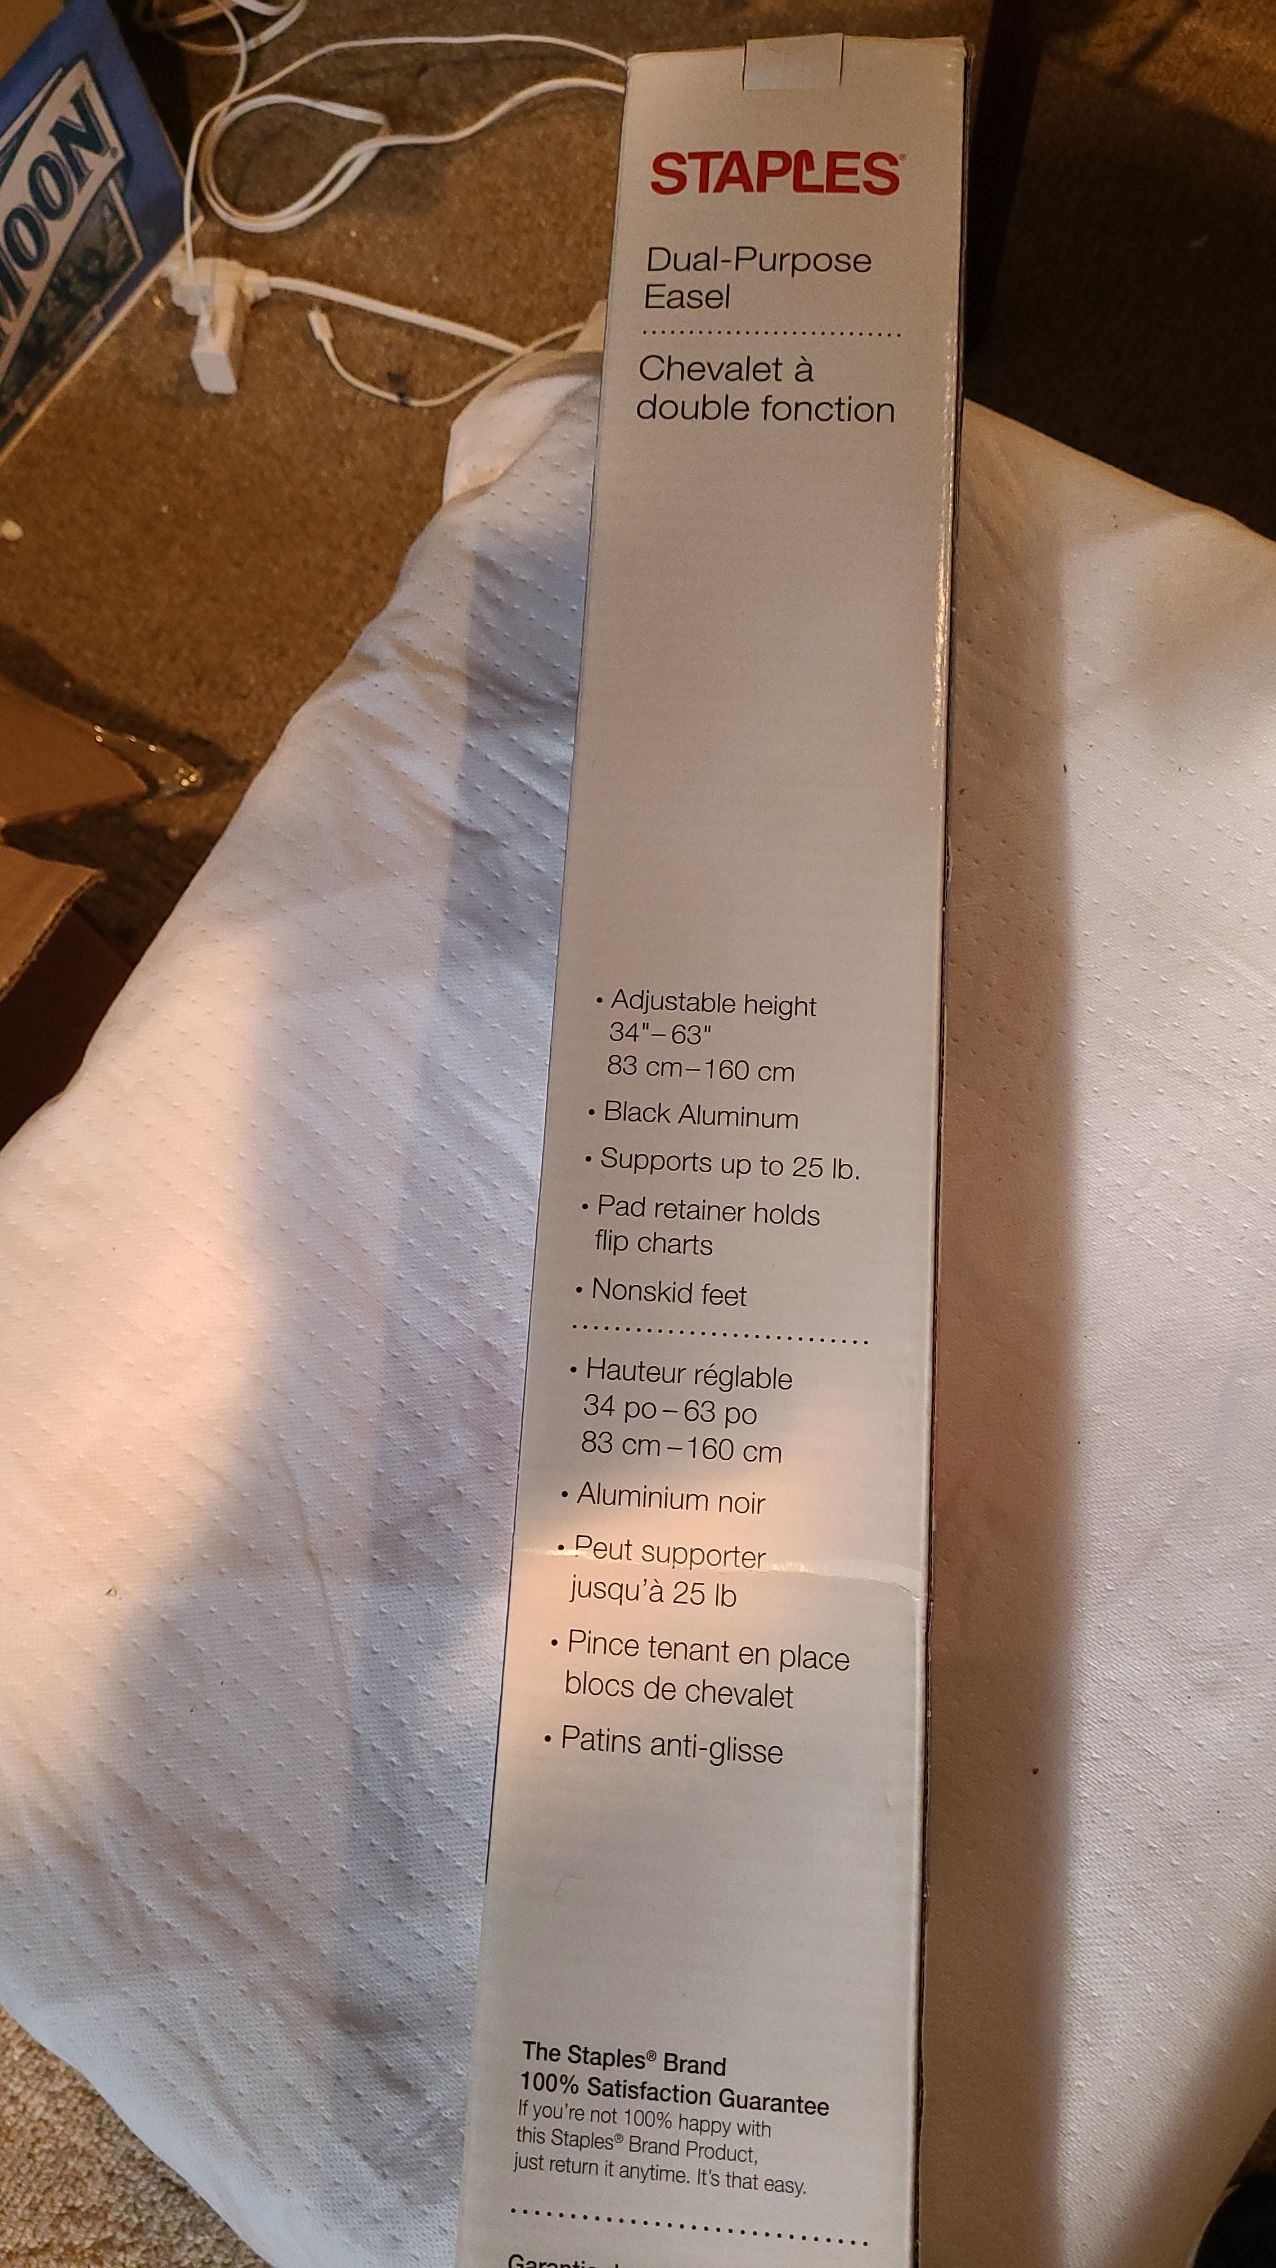 MOON
STAPLES®
Dual-Purpose
Easel
Chevalet à
double fonction
• Adjustable height
34"–63"
83 cm–160 cm
• Black Aluminum
• Supports up to 25 lb.
• Pad retainer holds
flip charts
• Nonskid feet
• Hauteur réglable
34 po – 63 po
83 cm – 160 cm
• Aluminium noir
• Peut supporter
jusqu'à 25 lb
• Pince tenant en place
blocs de chevalet
• Patins anti-glisse
The Staples® Brand
100% Satisfaction Guarantee
If you're not 100% happy with
this Staples® Brand Product,
just return it anytime. It's that easy.